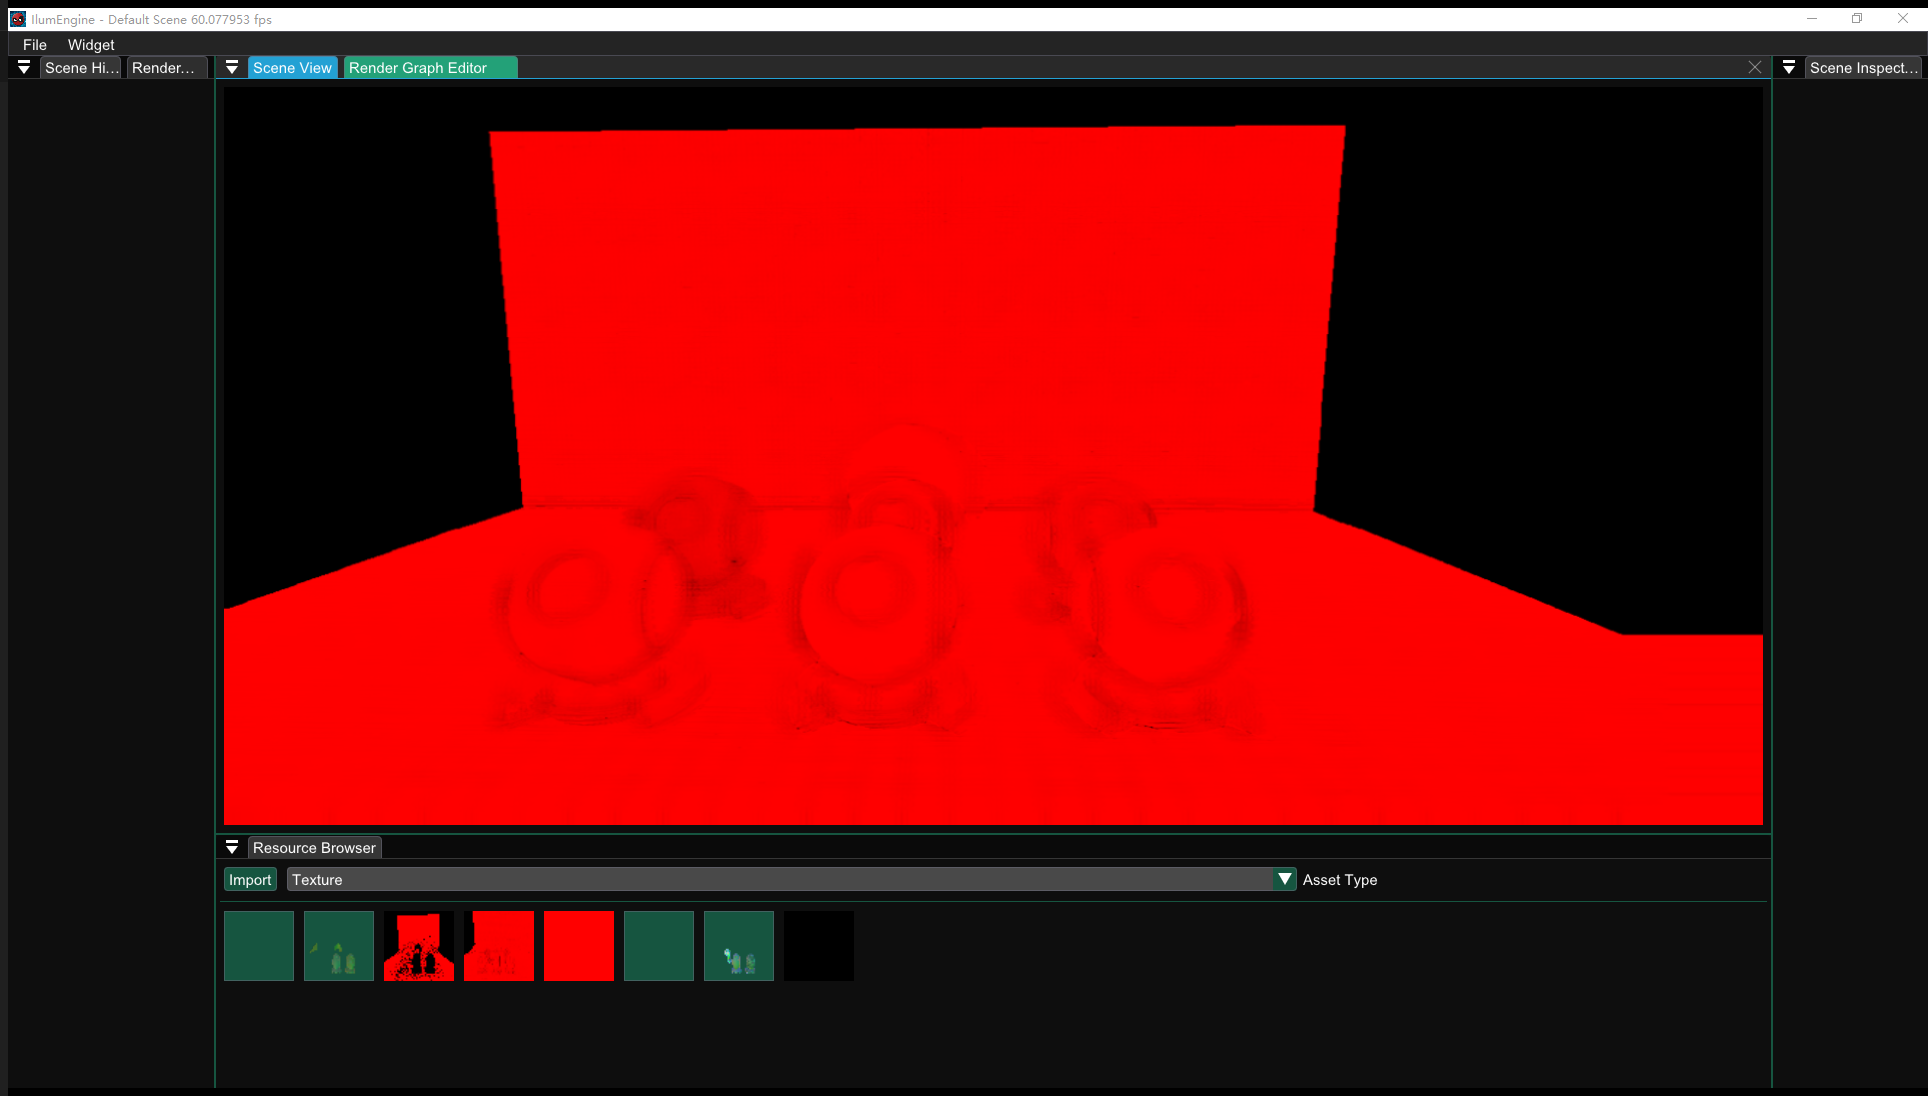 IlumEngine - Default Scene 60.077953 fps
File Widget
Scene Hi... Render... Scene View Render Graph Editor Scene Inspect...
Resource Browser
Import Texture Asset Type